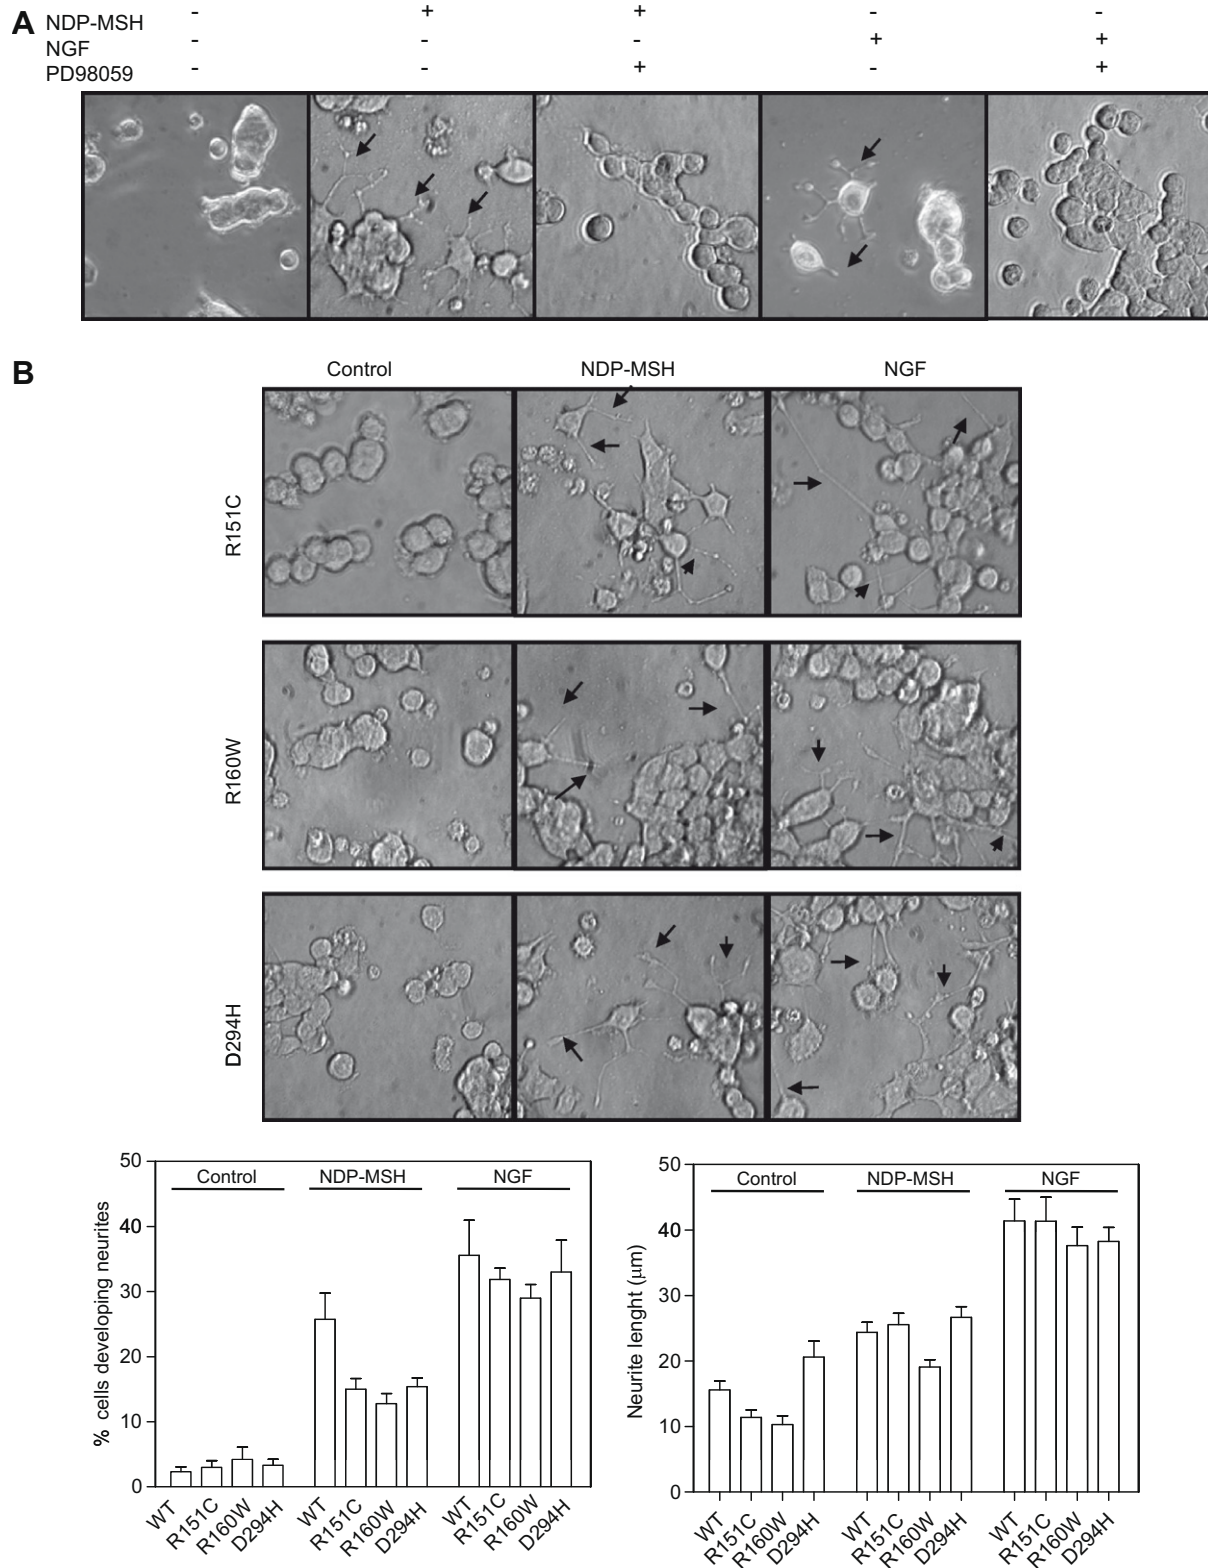 A
NDP-MSH - + + - -
NGF - - - + +
PD98059 - - + - +
B
Control NDP-MSH NGF
R151C
R160W
D294H
% cells developing neurites
50
40
30
20
10
0
Control NDP-MSH NGF
WT R151C R160W D294H WT R151C R160W D294H WT R151C R160W D294H
Neurite lenght (μm)
50
40
30
20
10
0
Control NDP-MSH NGF
WT R151C R160W D294H WT R151C R160W D294H WT R151C R160W D294H